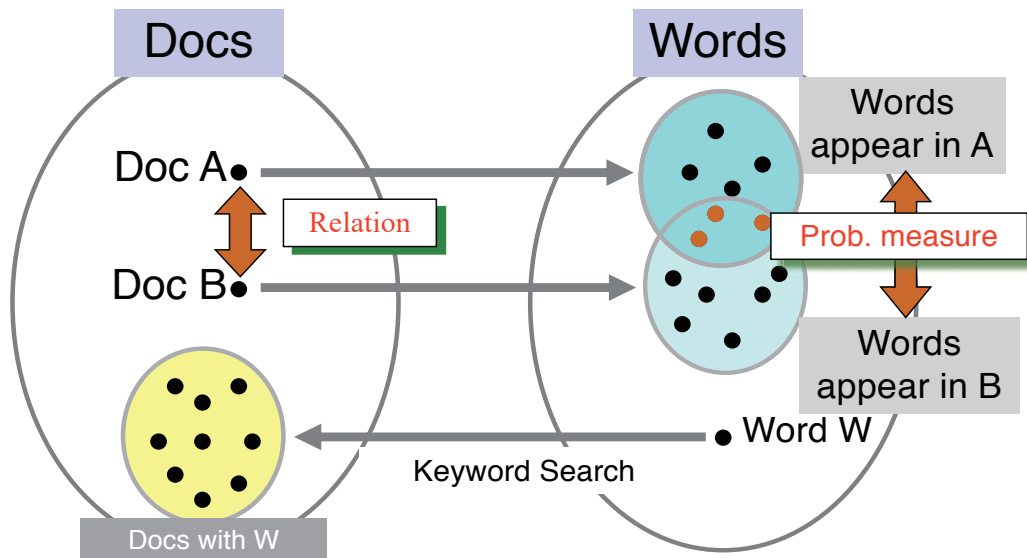 Docs
Words
Words
appear in A
Doc A
Relation
Prob. measure
Doc B
Words
appear in B
Word W
Keyword Search
Docs with W